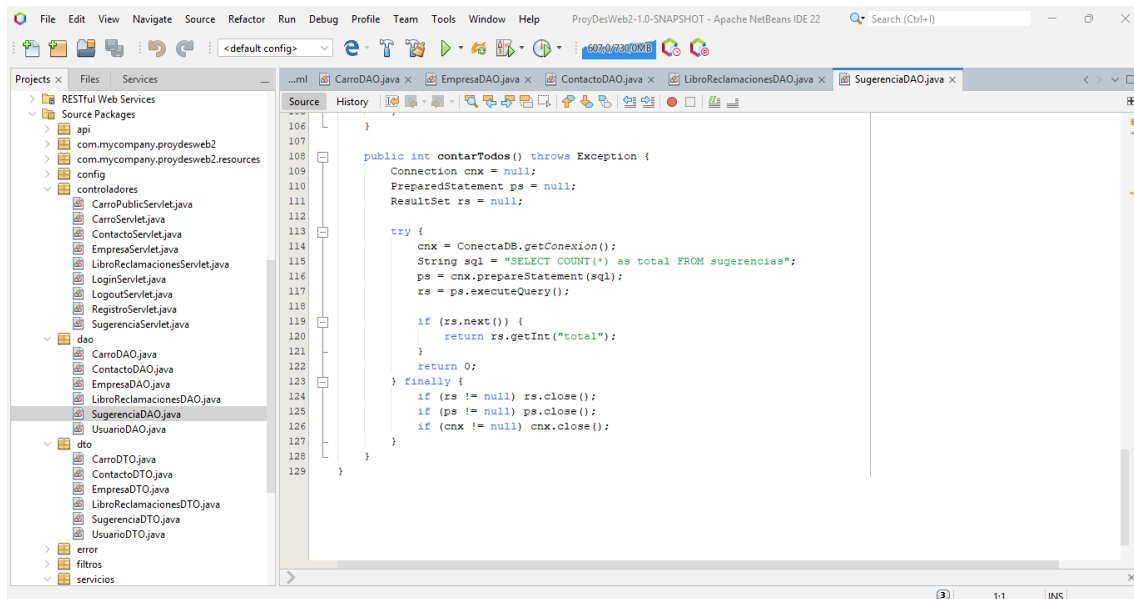 File Edit View Navigate Source Refactor Run Debug Profile Team Tools Window Help ProyDesWeb2-1.0-SNAPSHOT - Apache NetBeans IDE 22 Search (Ctrl+I)
<default config> 607,0/730,0MB
Projects Files Services
...ml CarroDAO.java EmpresaDAO.java ContactoDAO.java LibroReclamacionesDAO.java SugerenciaDAO.java
Source History
RESTful Web Services
Source Packages
api
com.mycompany.proydesweb2
com.mycompany.proydesweb2.resources
config
controladores
CarroPublicServlet.java
CarroServlet.java
ContactoServlet.java
EmpresaServlet.java
LibroReclamacionesServlet.java
LoginServlet.java
LogoutServlet.java
RegistroServlet.java
SugerenciaServlet.java
dao
CarroDAO.java
ContactoDAO.java
EmpresaDAO.java
LibroReclamacionesDAO.java
SugerenciaDAO.java
UsuarioDAO.java
dto
CarroDTO.java
ContactoDTO.java
EmpresaDTO.java
LibroReclamacionesDTO.java
SugerenciaDTO.java
UsuarioDTO.java
error
filtros
servicios
106 }
107
108 public int contarTodos() throws Exception {
109 Connection cnx = null;
110 PreparedStatement ps = null;
111 ResultSet rs = null;
112
113 try {
114 cnx = ConectaDB.getConexion();
115 String sql = "SELECT COUNT(*) as total FROM sugerencias";
116 ps = cnx.prepareStatement(sql);
117 rs = ps.executeQuery();
118
119 if (rs.next()) {
120 return rs.getInt("total");
121 }
122 return 0;
123 } finally {
124 if (rs != null) rs.close();
125 if (ps != null) ps.close();
126 if (cnx != null) cnx.close();
127 }
128 }
129 }
3 1:1 INS